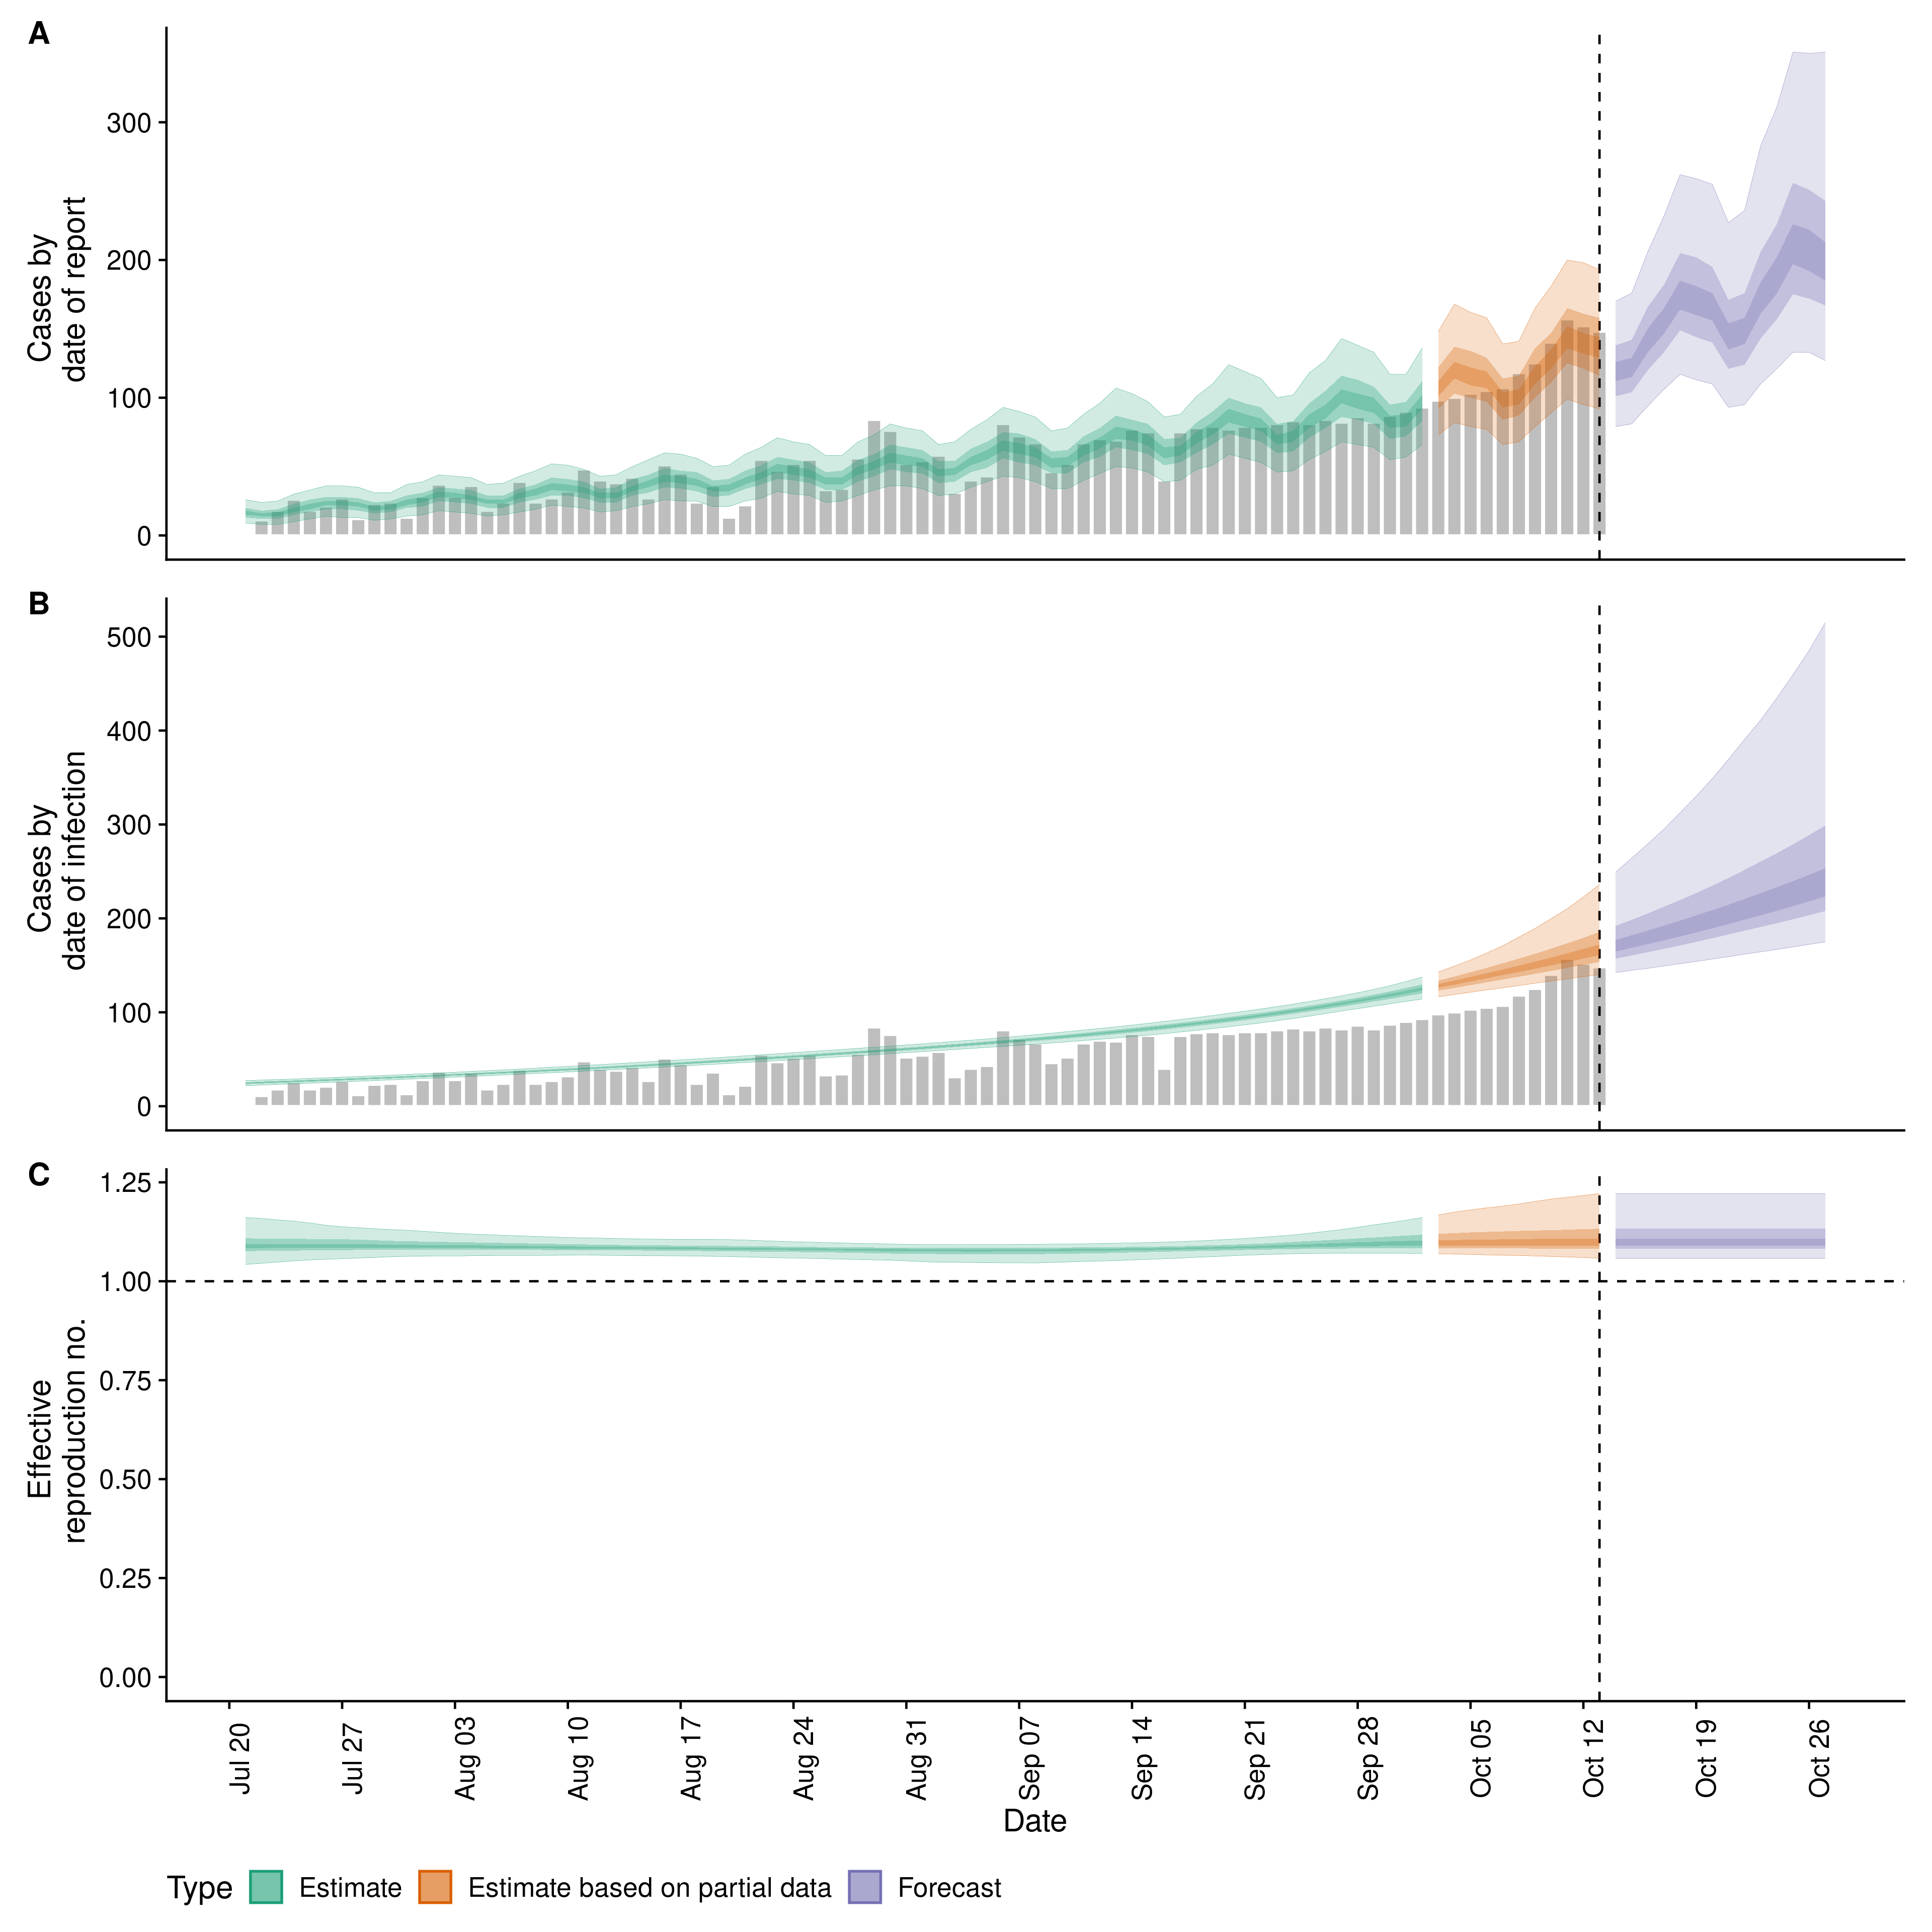 A
Cases by
date of report
300
200
100
0
B
Cases by
date of infection
500
400
300
200
100
0
C
Effective
reproduction no.
1.25
1.00
0.75
0.50
0.25
0.00
Jul 20
Jul 27
Aug 03
Aug 10
Aug 17
Aug 24
Aug 31
Sep 07
Sep 14
Sep 21
Sep 28
Oct 05
Oct 12
Oct 19
Oct 26
Date
Type Estimate Estimate based on partial data Forecast